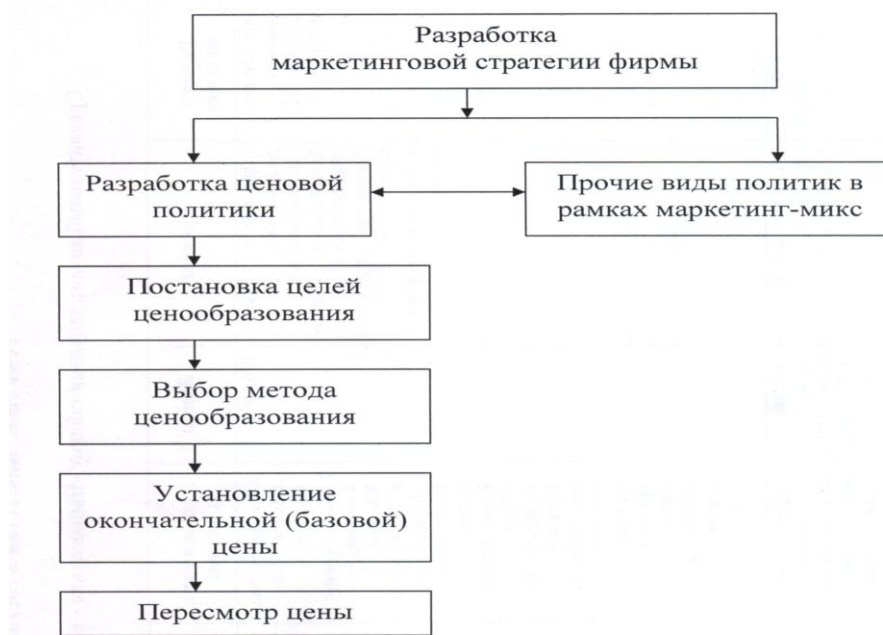 Разработка
маркетинговой стратегии фирмы
Разработка ценовой
политики
Прочие виды политик в
рамках маркетинг-микс
Постановка целей
ценообразования
Выбор метода
ценообразования
Установление
окончательной (базовой)
цены
Пересмотр цены